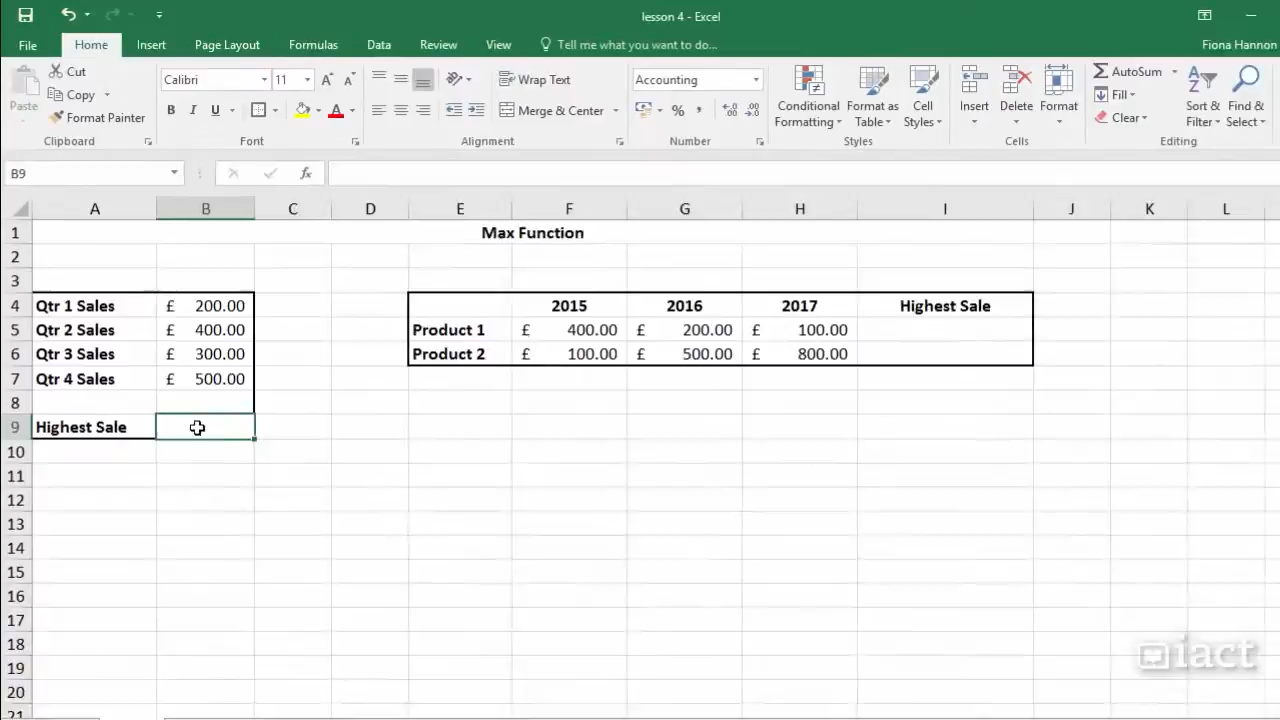 lesson 4 - Excel
File Home Insert Page Layout Formulas Data Review View Tell me what you want to do... Fiona Hannon
Paste
Cut
Copy
Format Painter
Clipboard
Calibri 11 A A
B I U A
Font
Wrap Text
Merge & Center
Alignment
Accounting
% , .0 .00
Number
Conditional Formatting
Format as Table
Cell Styles
Styles
Insert Delete Format
Cells
AutoSum
Fill
Clear
Sort & Filter
Find & Select
Editing
B9 fx
A B C D E F G H I J K L
1 Max Function
2
3
4 Qtr 1 Sales £ 200.00 2015 2016 2017 Highest Sale
5 Qtr 2 Sales £ 400.00 Product 1 £ 400.00 £ 200.00 £ 100.00
6 Qtr 3 Sales £ 300.00 Product 2 £ 100.00 £ 500.00 £ 800.00
7 Qtr 4 Sales £ 500.00
8
9 Highest Sale
10
11
12
13
14
15
16
17
18
19
20
21
iact